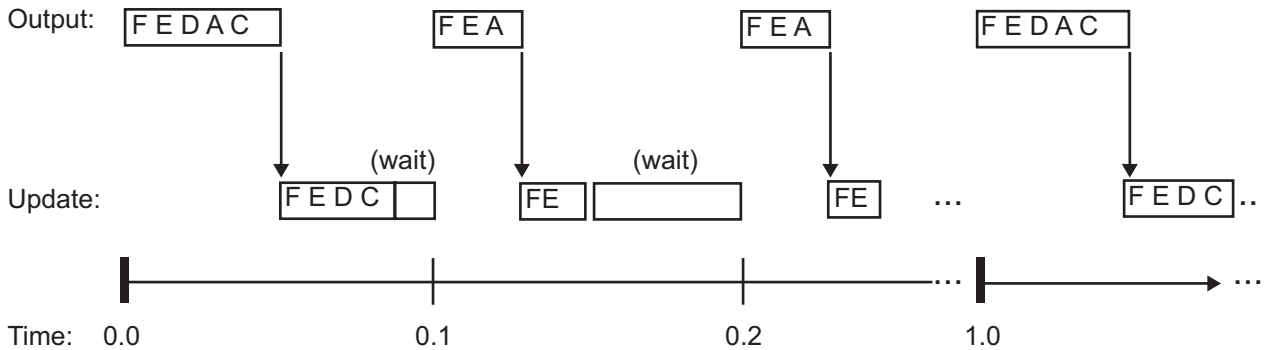 Output: F E D A C F E A F E A F E D A C
(wait) (wait)
Update: F E D C FE FE ... F E D C ..
... ...
Time: 0.0 0.1 0.2 1.0